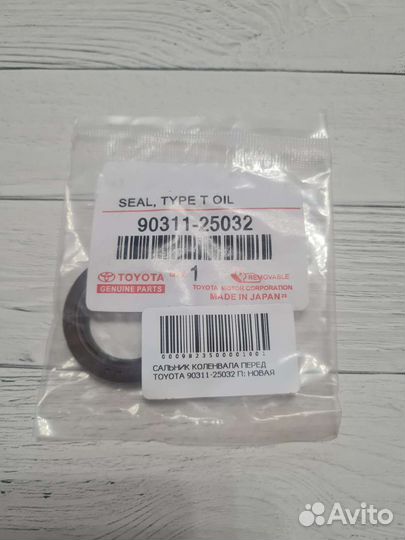 SEAL, TYPE T OIL
90311-25032
TOYOTA
GENUINE PARTS
1
REMOVABLE
TOYOTA MOTOR CORPORATION
MADE IN JAPAN
0009823500001001
САЛЬНИК КОЛЕНВАЛА ПЕРЕД
TOYOTA 90311-25032 П: НОВАЯ
Avito